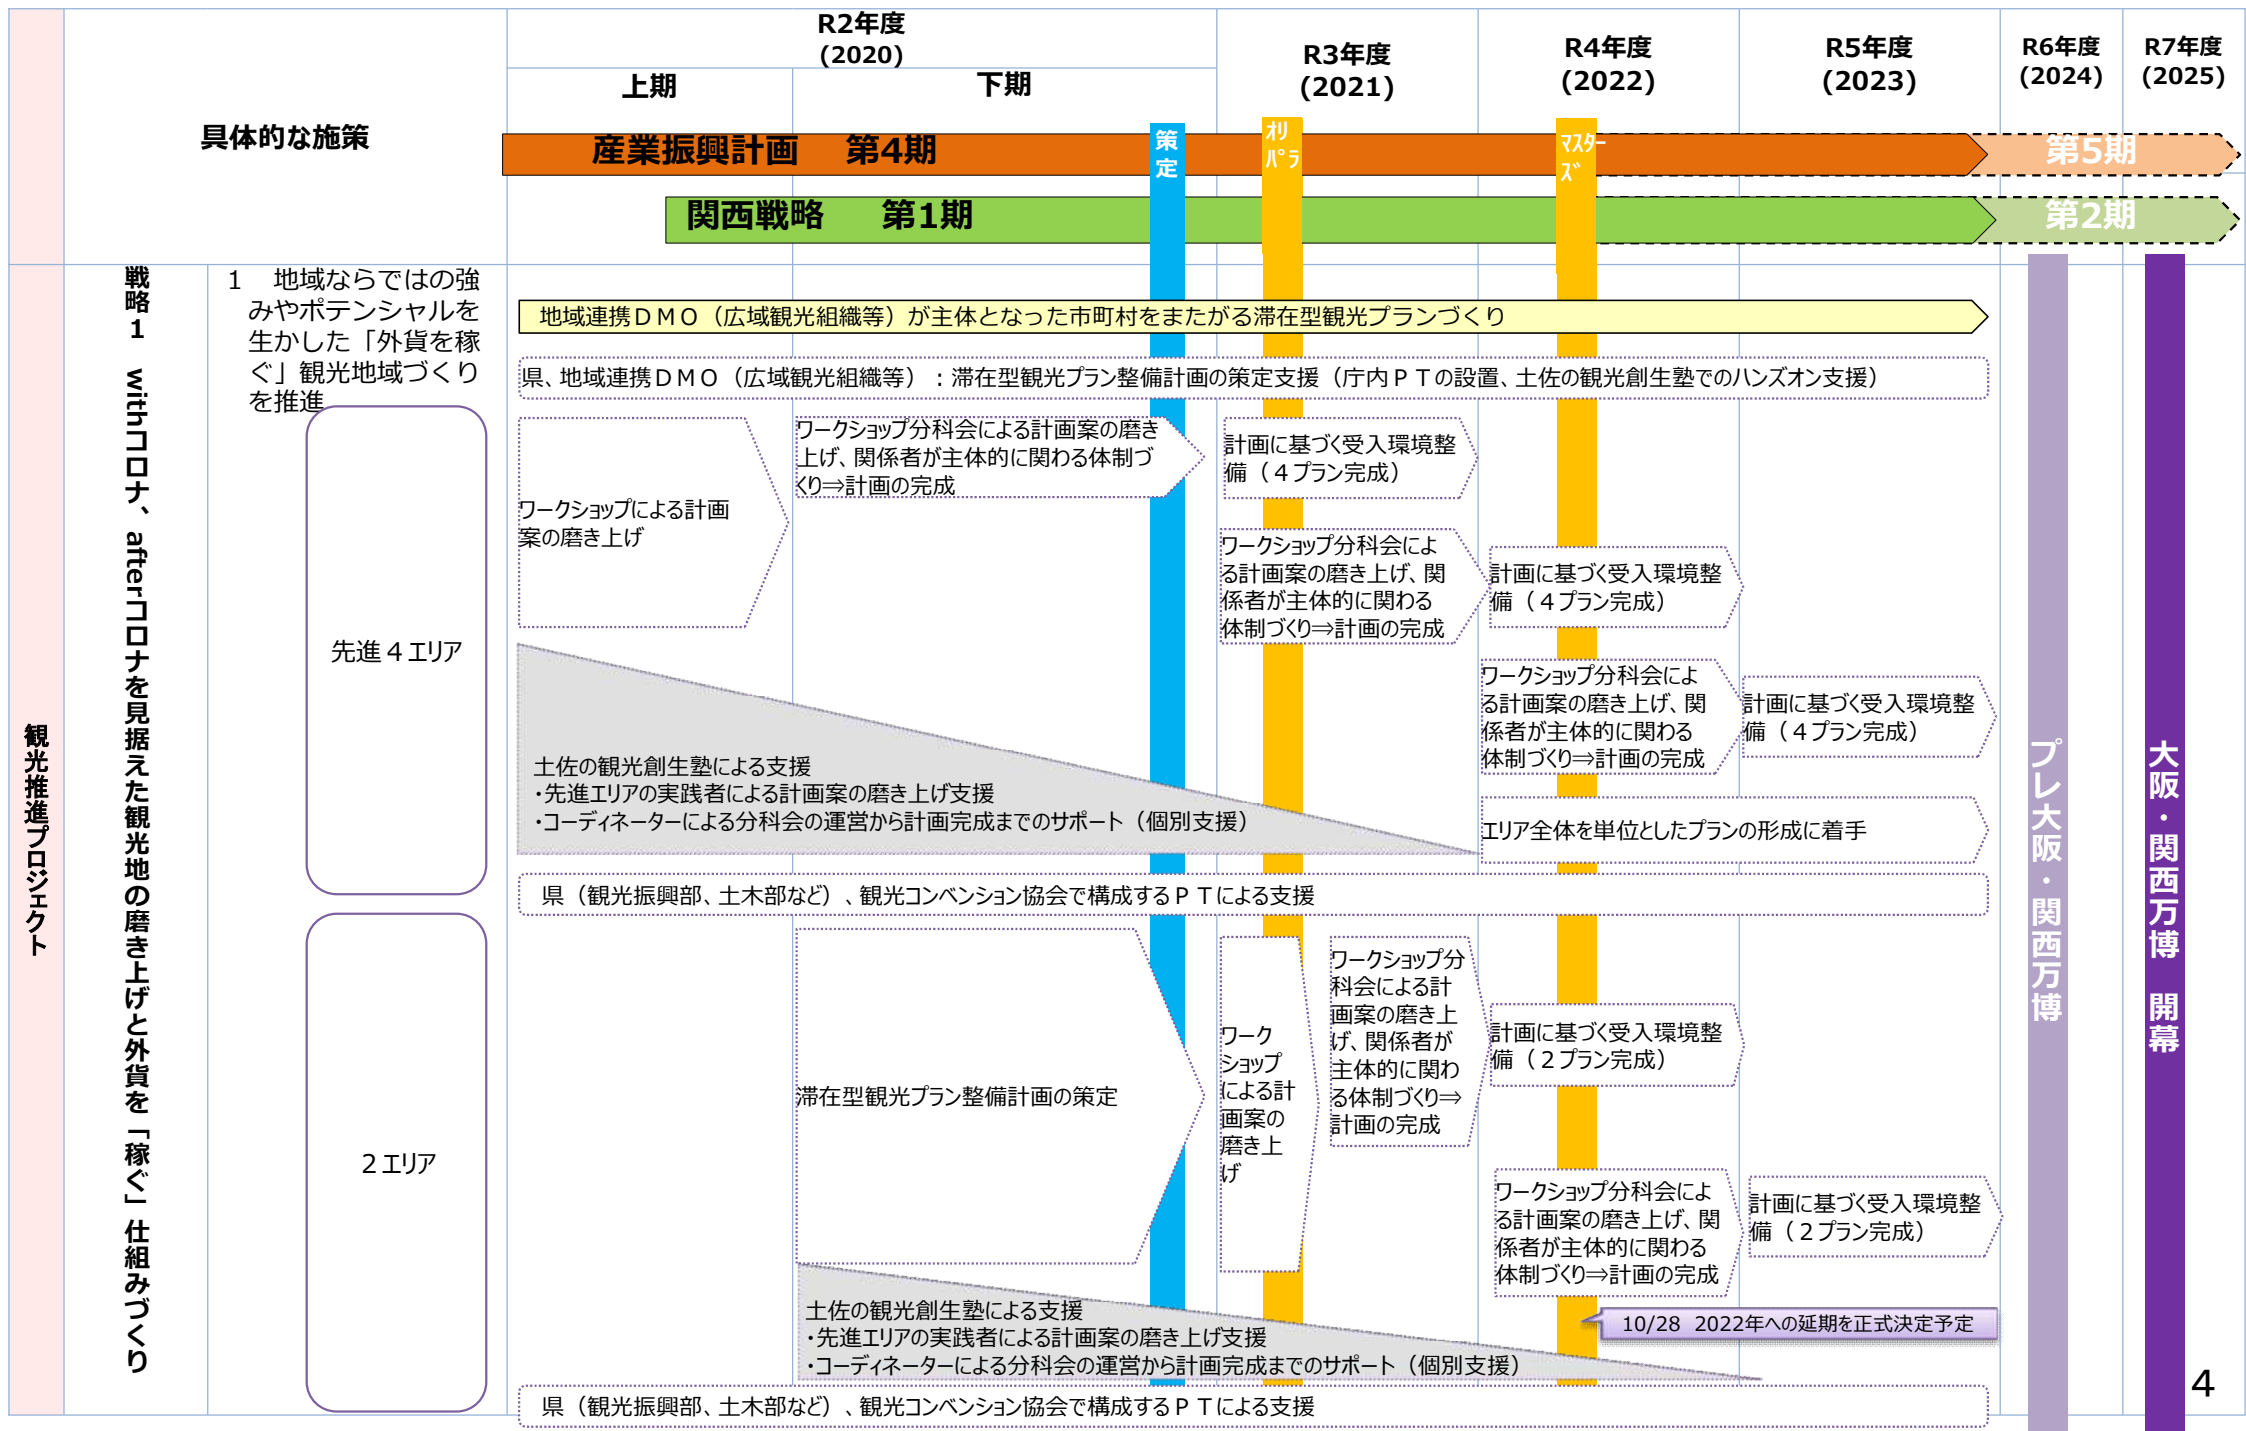 R2年度
(2020)
上期
下期
R3年度
(2021)
R4年度
(2022)
R5年度
(2023)
R6年度
(2024)
R7年度
(2025)
具体的な施策
産業振興計画　第4期
第5期
関西戦略　第1期
第2期
策定
ｵﾘ
ﾊﾟﾗ
ﾏｽﾀｰ
ｽﾞ
観光推進プロジェクト
戦略１　withコロナ、afterコロナを見据えた観光地の磨き上げと外貨を「稼ぐ」仕組みづくり
１　地域ならではの強
みやポテンシャルを
生かした「外貨を稼
ぐ」観光地域づくり
を推進
地域連携ＤＭＯ（広域観光組織等）が主体となった市町村をまたがる滞在型観光プランづくり
県、地域連携ＤＭＯ（広域観光組織等）：滞在型観光プラン整備計画の策定支援（庁内ＰＴの設置、土佐の観光創生塾でのハンズオン支援）
先進４エリア
ワークショップによる計画
案の磨き上げ
ワークショップ分科会による計画案の磨き
上げ、関係者が主体的に関わる体制づ
くり⇒計画の完成
計画に基づく受入環境整
備（４プラン完成）
ワークショップ分科会によ
る計画案の磨き上げ、関
係者が主体的に関わる
体制づくり⇒計画の完成
計画に基づく受入環境整
備（４プラン完成）
ワークショップ分科会によ
る計画案の磨き上げ、関
係者が主体的に関わる
体制づくり⇒計画の完成
計画に基づく受入環境整
備（４プラン完成）
土佐の観光創生塾による支援
・先進エリアの実践者による計画案の磨き上げ支援
・コーディネーターによる分科会の運営から計画完成までのサポート（個別支援）
エリア全体を単位としたプランの形成に着手
県（観光振興部、土木部など）、観光コンベンション協会で構成するＰＴによる支援
２エリア
滞在型観光プラン整備計画の策定
ワーク
ショップ
による計
画案の
磨き上
げ
ワークショップ分
科会による計
画案の磨き上
げ、関係者が
主体的に関わ
る体制づくり⇒
計画の完成
計画に基づく受入環境整
備（２プラン完成）
ワークショップ分科会によ
る計画案の磨き上げ、関
係者が主体的に関わる
体制づくり⇒計画の完成
計画に基づく受入環境整
備（２プラン完成）
土佐の観光創生塾による支援
・先進エリアの実践者による計画案の磨き上げ支援
・コーディネーターによる分科会の運営から計画完成までのサポート（個別支援）
10/28　2022年への延期を正式決定予定
県（観光振興部、土木部など）、観光コンベンション協会で構成するＰＴによる支援
プレ大阪・関西万博
大阪・関西万博　開幕
4